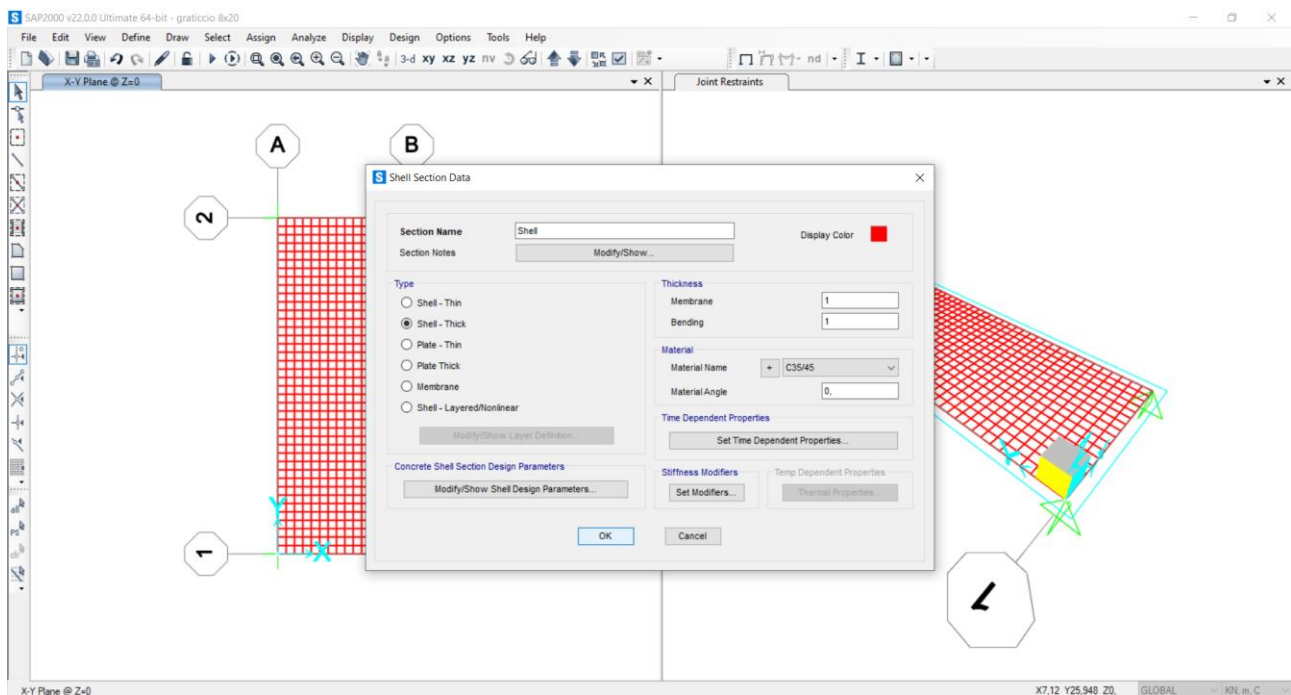 SAP2000 v22.0.0 Ultimate 64-bit - graticcio 8x20
File Edit View Define Draw Select Assign Analyze Display Design Options Tools Help
3-d xy xz yz nv nd
X-Y Plane @ Z=0
Joint Restraints
A
B
2
1
Y
X
Shell Section Data
Section Name Shell
Display Color
Section Notes Modify/Show...
Type
Shell - Thin
Shell - Thick
Plate - Thin
Plate Thick
Membrane
Shell - Layered/Nonlinear
Modify/Show Layer Definition...
Concrete Shell Section Design Parameters
Modify/Show Shell Design Parameters...
Thickness
Membrane 1
Bending 1
Material
Material Name + C35/45
Material Angle 0,
Time Dependent Properties
Set Time Dependent Properties...
Stiffness Modifiers
Set Modifiers...
Temp Dependent Properties
Thermal Properties...
OK
Cancel
1
all
PS
clr
X-Y Plane @ Z=0
X7,12 Y25,948 Z0,
GLOBAL
KN, m, C